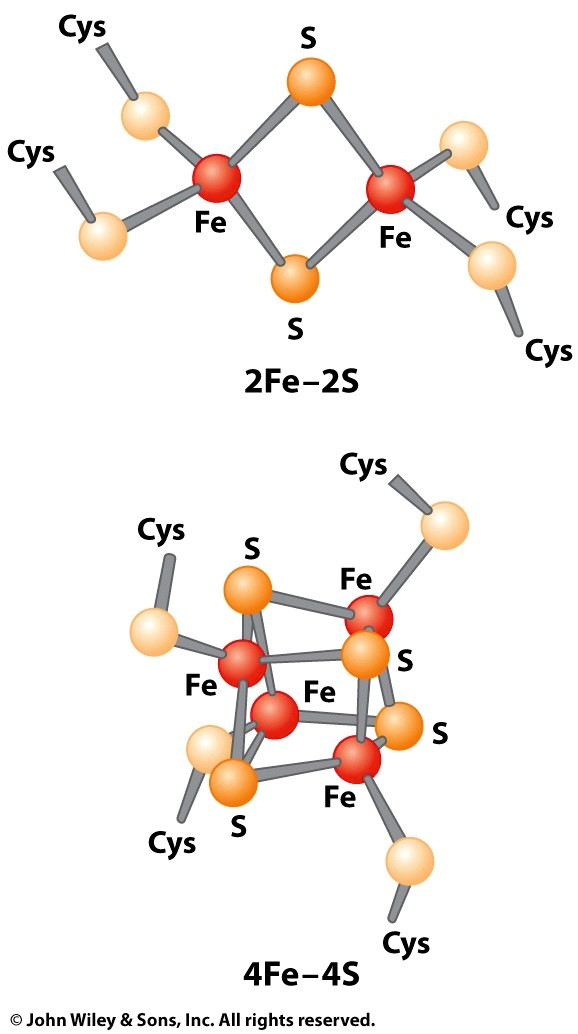 Cys
S
Cys
Fe
Fe
Cys
S
Cys
2Fe–2S
Cys
Cys
S
Fe
S
Fe
Fe
S
Fe
S
Cys
Cys
4Fe–4S
© John Wiley & Sons, Inc. All rights reserved.